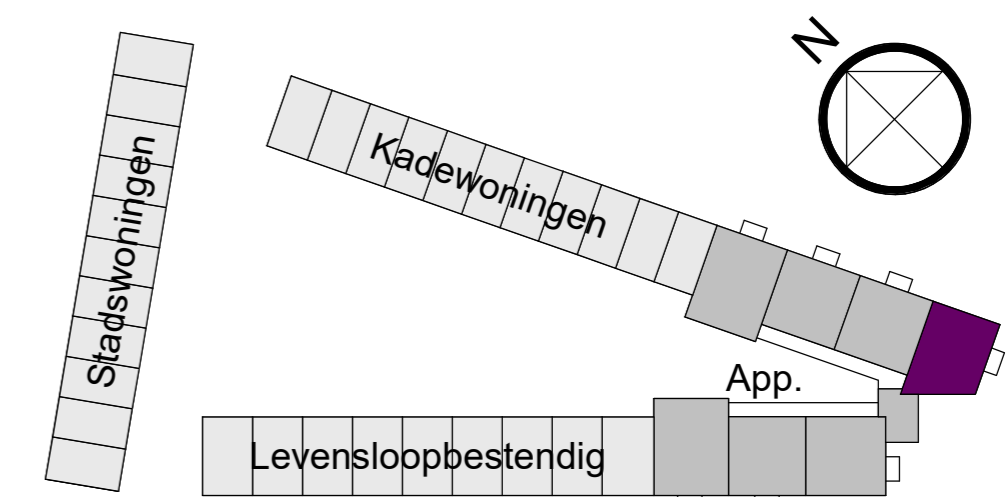 N
Kadewoningen
Stadswoningen
App.
Levensloopbestendig